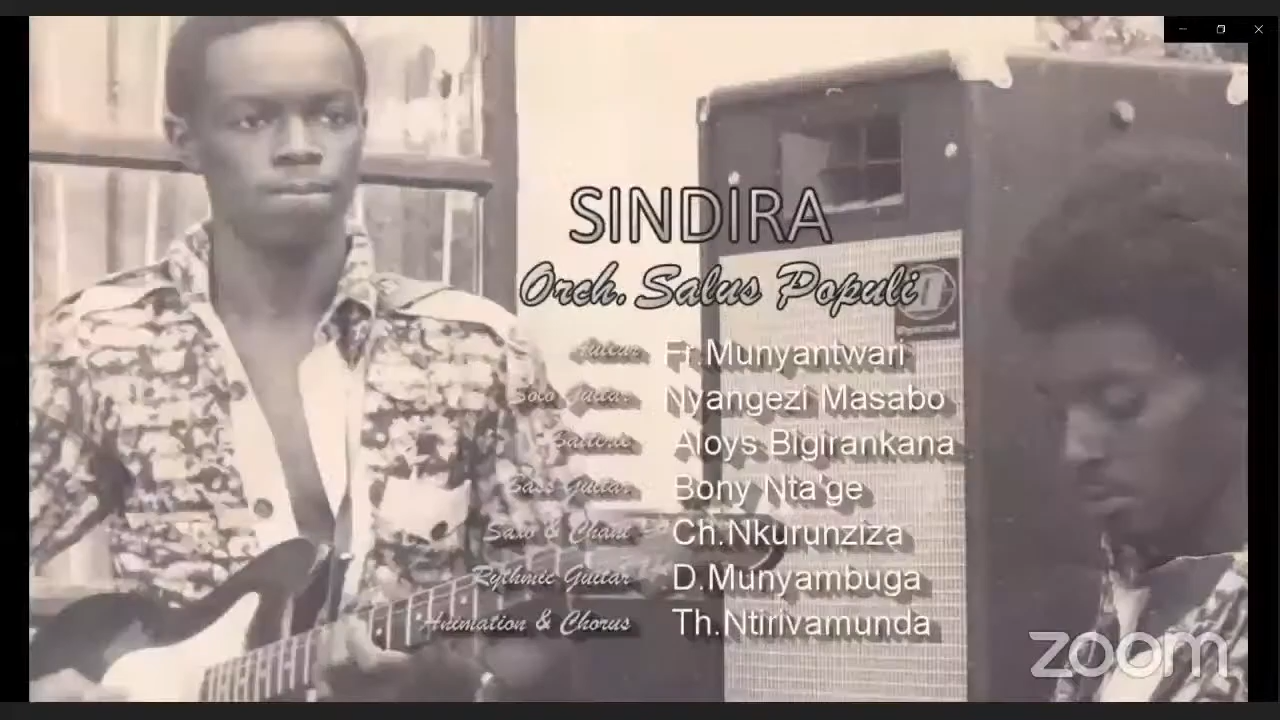 SINDIRA
Orch. Salus Populi
Auteur Fr.Munyantwari
Solo Guitar Nyangezi Masabo
Batterie Aloys Bigirankana
Bass Guitar Bony Nta'ge
Saxo & Chant Ch.Nkurunziza
Rythmic Guitar D.Munyambuga
Animation & Chorus Th.Ntirivamunda
zoom